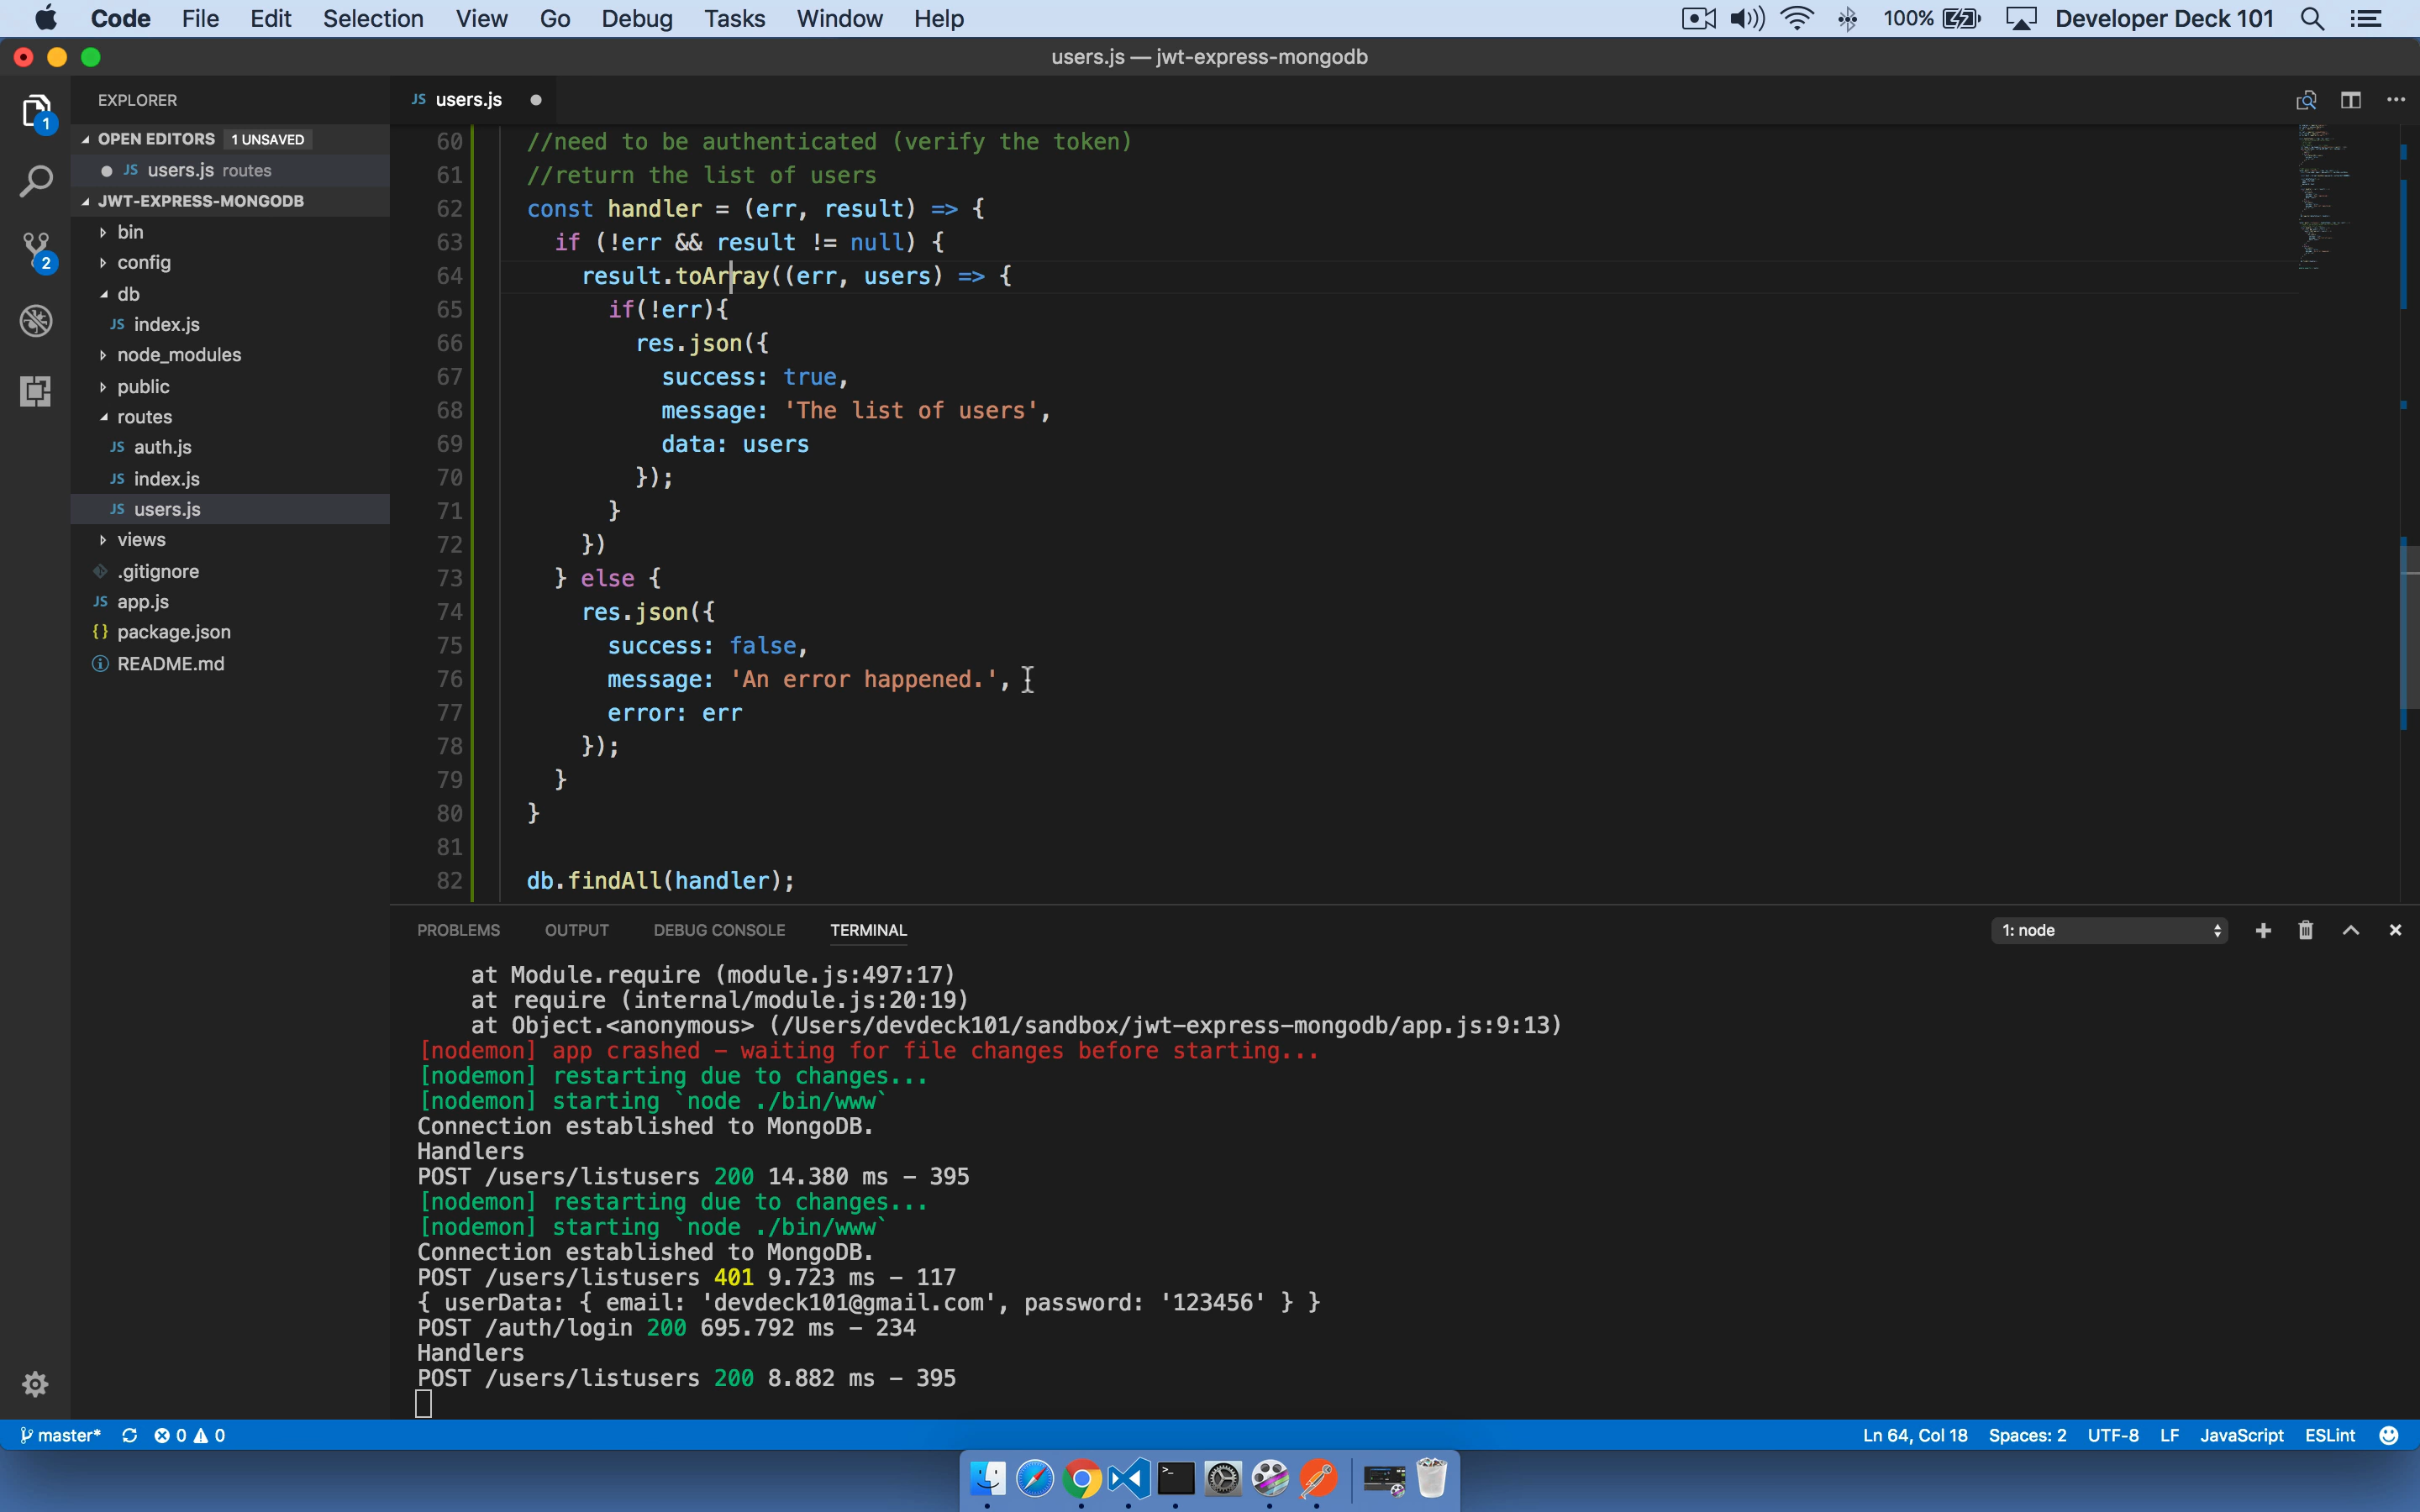 Code File Edit Selection View Go Debug Tasks Window Help 100% Developer Deck 101
users.js — jwt-express-mongodb
EXPLORER
OPEN EDITORS 1 UNSAVED
JS users.js routes
JWT-EXPRESS-MONGODB
bin
config
db
JS index.js
node_modules
public
routes
JS auth.js
JS index.js
JS users.js
views
.gitignore
JS app.js
{} package.json
README.md
1
2
JS users.js
60 //need to be authenticated (verify the token)
61 //return the list of users
62 const handler = (err, result) => {
63 if (!err && result != null) {
64 result.toArray((err, users) => {
65 if(!err){
66 res.json({
67 success: true,
68 message: 'The list of users',
69 data: users
70 });
71 }
72 })
73 } else {
74 res.json({
75 success: false,
76 message: 'An error happened.',
77 error: err
78 });
79 }
80 }
81
82 db.findAll(handler);
PROBLEMS OUTPUT DEBUG CONSOLE TERMINAL 1: node
at Module.require (module.js:497:17)
at require (internal/module.js:20:19)
at Object.<anonymous> (/Users/devdeck101/sandbox/jwt-express-mongodb/app.js:9:13)
[nodemon] app crashed - waiting for file changes before starting...
[nodemon] restarting due to changes...
[nodemon] starting `node ./bin/www`
Connection established to MongoDB.
Handlers
POST /users/listusers 200 14.380 ms - 395
[nodemon] restarting due to changes...
[nodemon] starting `node ./bin/www`
Connection established to MongoDB.
POST /users/listusers 401 9.723 ms - 117
{ userData: { email: 'devdeck101@gmail.com', password: '123456' } }
POST /auth/login 200 695.792 ms - 234
Handlers
POST /users/listusers 200 8.882 ms - 395
master* 0 0 Ln 64, Col 18 Spaces: 2 UTF-8 LF JavaScript ESLint